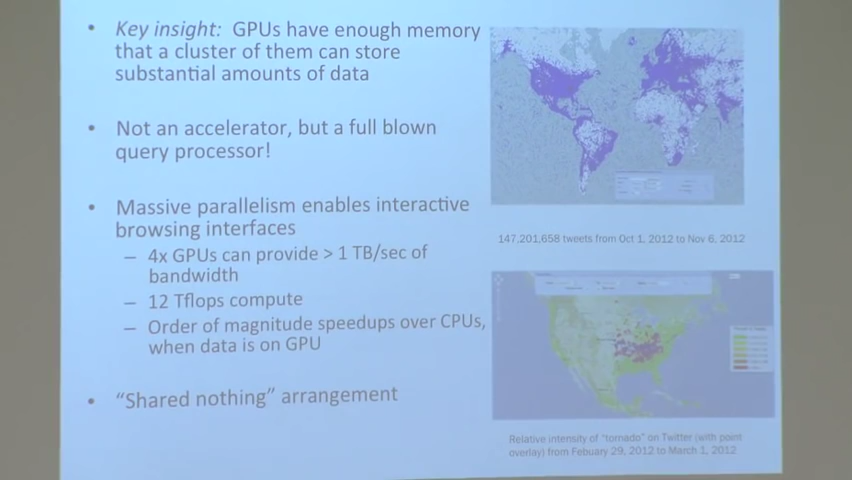 • Key insight: GPUs have enough memory
that a cluster of them can store
substantial amounts of data
• Not an accelerator, but a full blown
query processor!
• Massive parallelism enables interactive
browsing interfaces
– 4x GPUs can provide > 1 TB/sec of
bandwidth
– 12 Tflops compute
– Order of magnitude speedups over CPUs,
when data is on GPU
• “Shared nothing” arrangement
147,201,658 tweets from Oct 1, 2012 to Nov 6, 2012
Relative intensity of "tornado" on Twitter (with point
overlay) from Febuary 29, 2012 to March 1, 2012